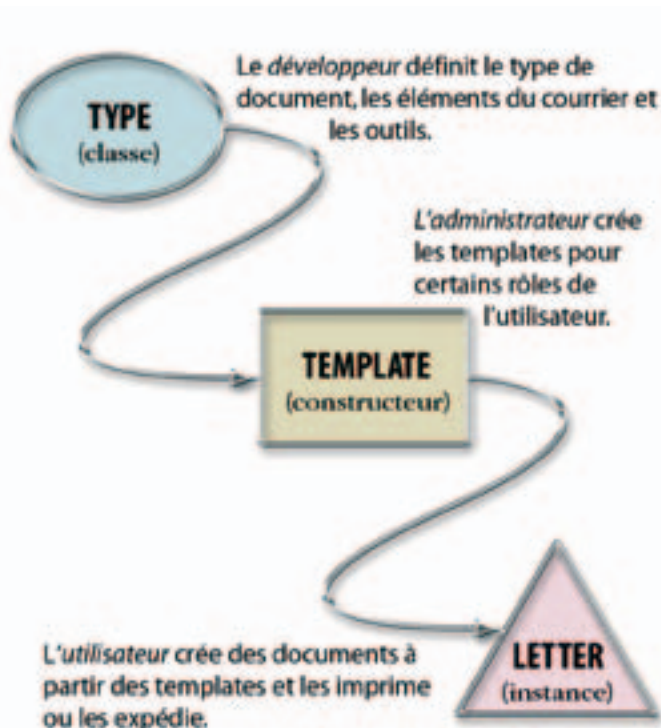 TYPE
(classe)
Le développeur définit le type de
document, les éléments du courrier et
les outils.
L'administrateur crée
les templates pour
certains rôles de
l'utilisateur.
TEMPLATE
(constructeur)
LETTER
(instance)
L'utilisateur crée des documents à
partir des templates et les imprime
ou les expédie.